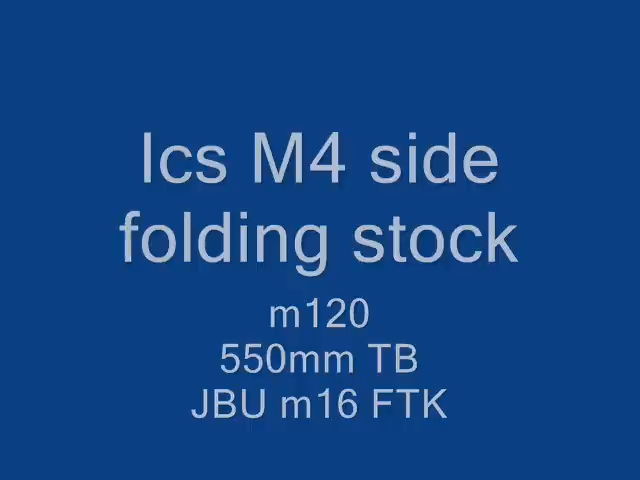 Ics M4 side
folding stock
m120
550mm TB
JBU m16 FTK